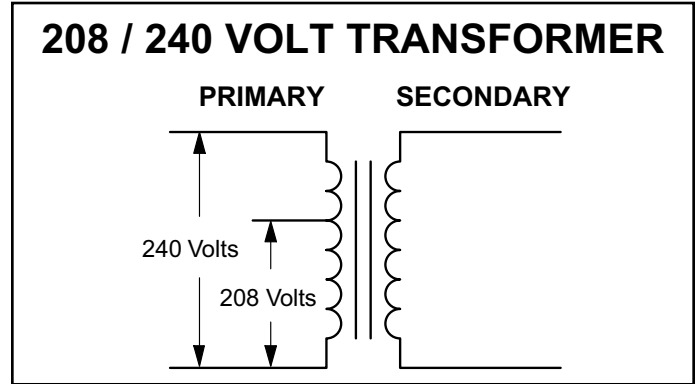 208 / 240 VOLT TRANSFORMER
PRIMARY SECONDARY
240 Volts
208 Volts